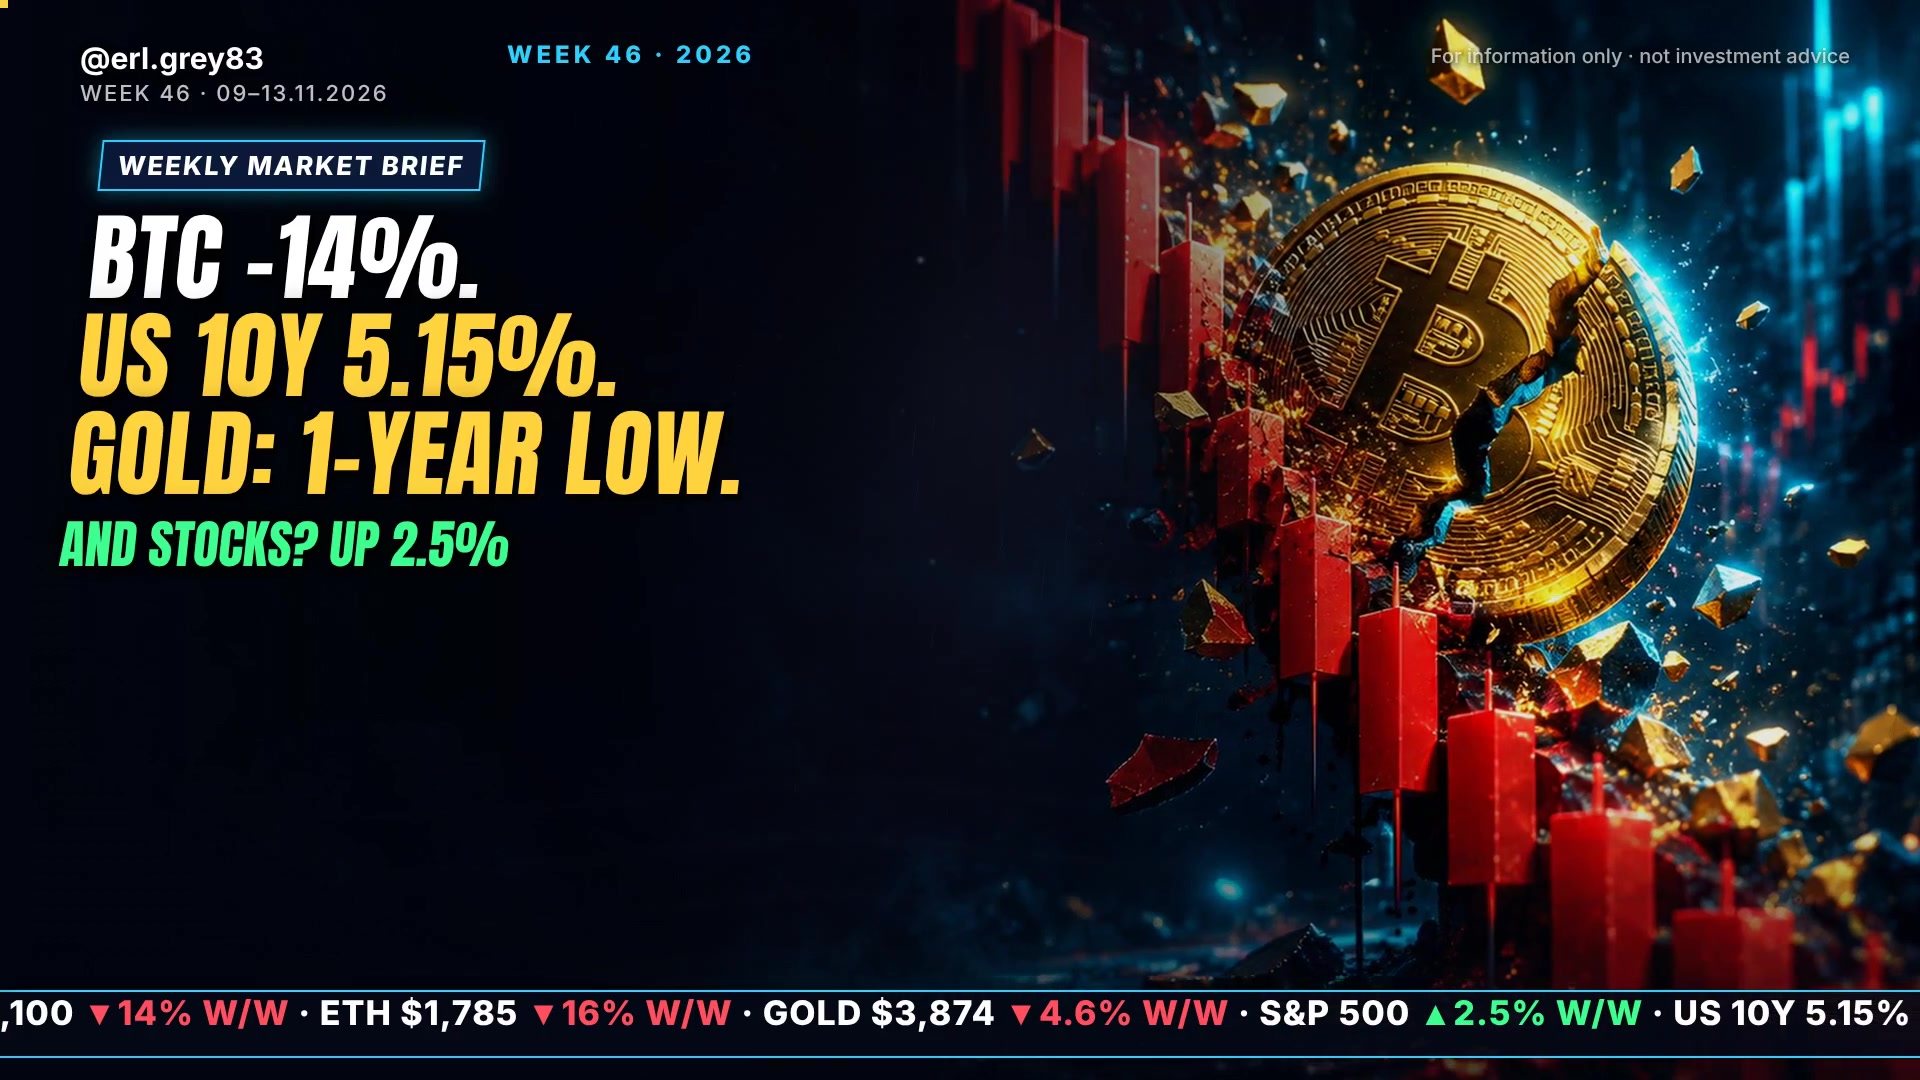 @erl.grey83
WEEK 46 · 2026
For information only · not investment advice
WEEK 46 · 09–13.11.2026
WEEKLY MARKET BRIEF
BTC -14%.
US 10Y 5.15%.
GOLD: 1-YEAR LOW.
AND STOCKS? UP 2.5%
,100 ▼14% W/W · ETH $1,785 ▼16% W/W · GOLD $3,874 ▼4.6% W/W · S&P 500 ▲2.5% W/W · US 10Y 5.15%